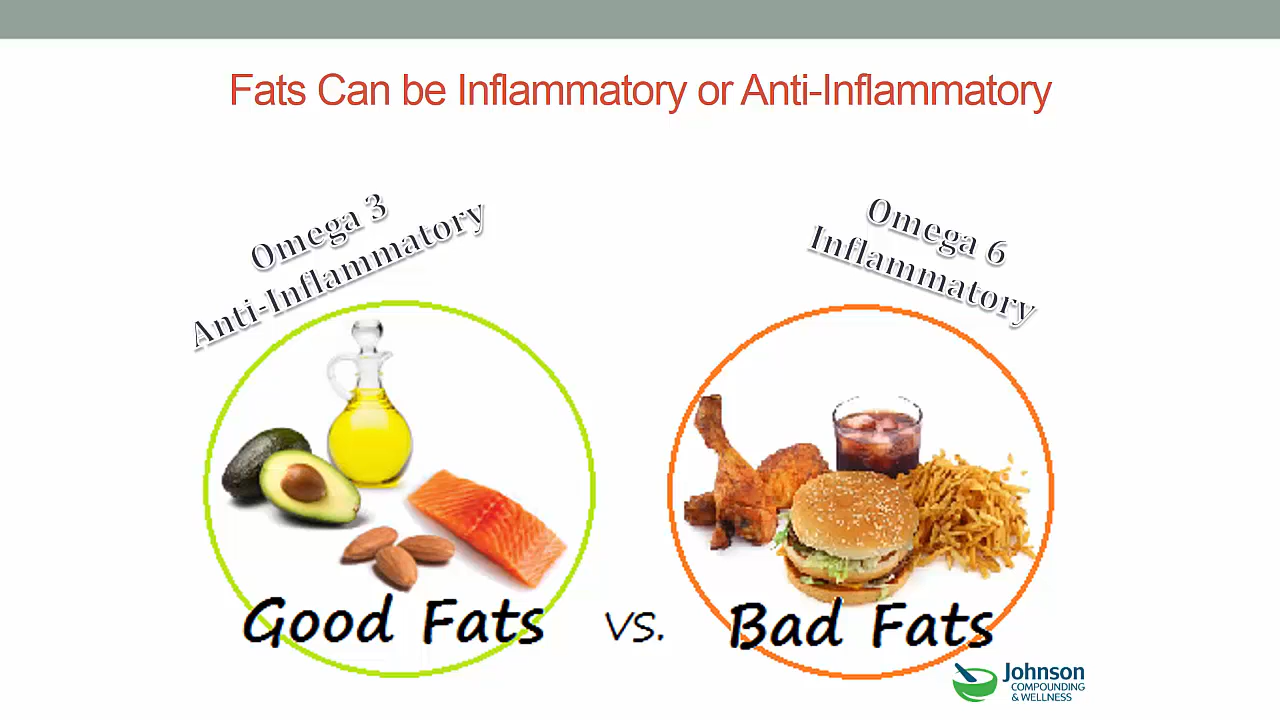 Fats Can be Inflammatory or Anti-Inflammatory
Omega 3
Anti-Inflammatory
Omega 6
Inflammatory
Good Fats
vs.
Bad Fats
Johnson
COMPOUNDING
& WELLNESS